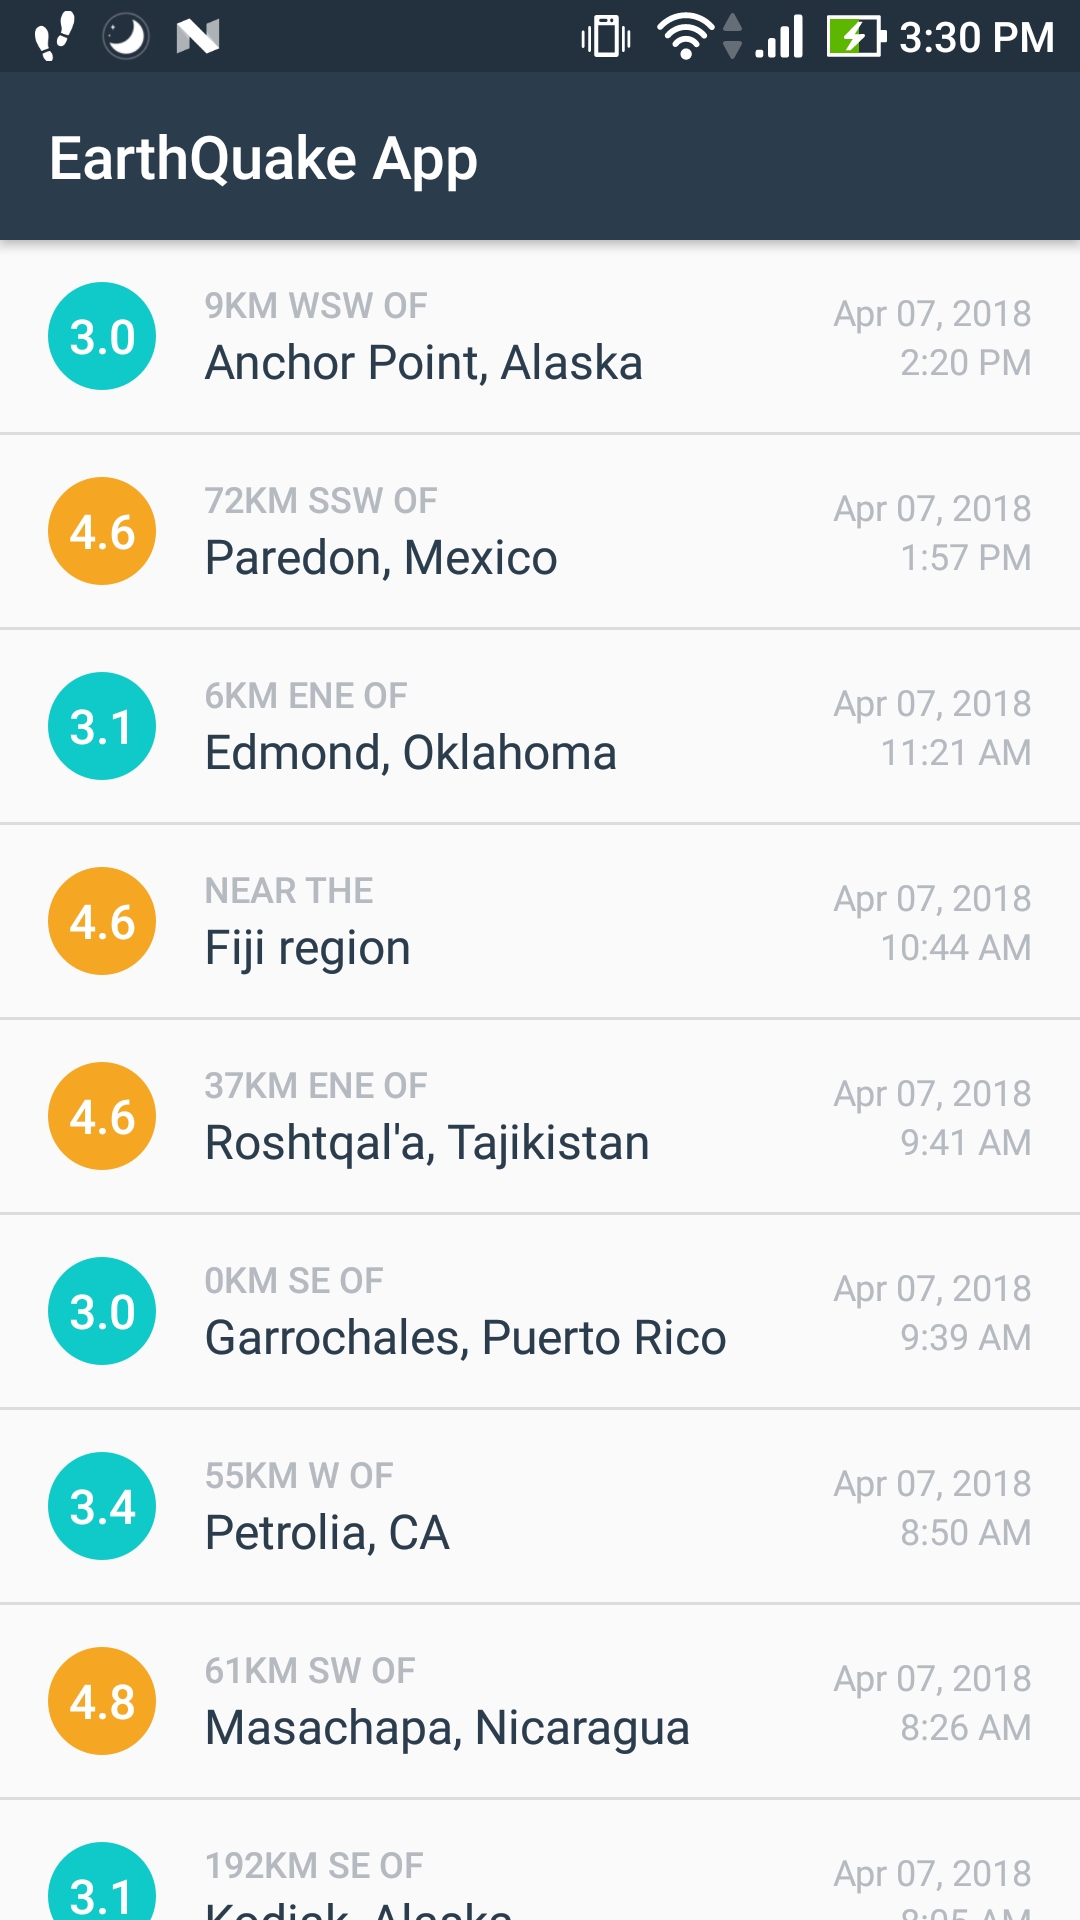 3:30 PM
EarthQuake App
3.0
9KM WSW OF
Anchor Point, Alaska
Apr 07, 2018
2:20 PM
4.6
72KM SSW OF
Paredon, Mexico
Apr 07, 2018
1:57 PM
3.1
6KM ENE OF
Edmond, Oklahoma
Apr 07, 2018
11:21 AM
4.6
NEAR THE
Fiji region
Apr 07, 2018
10:44 AM
4.6
37KM ENE OF
Roshtqal'a, Tajikistan
Apr 07, 2018
9:41 AM
3.0
0KM SE OF
Garrochales, Puerto Rico
Apr 07, 2018
9:39 AM
3.4
55KM W OF
Petrolia, CA
Apr 07, 2018
8:50 AM
4.8
61KM SW OF
Masachapa, Nicaragua
Apr 07, 2018
8:26 AM
3.1
192KM SE OF
Kodiak, Alaska
Apr 07, 2018
8:05 AM